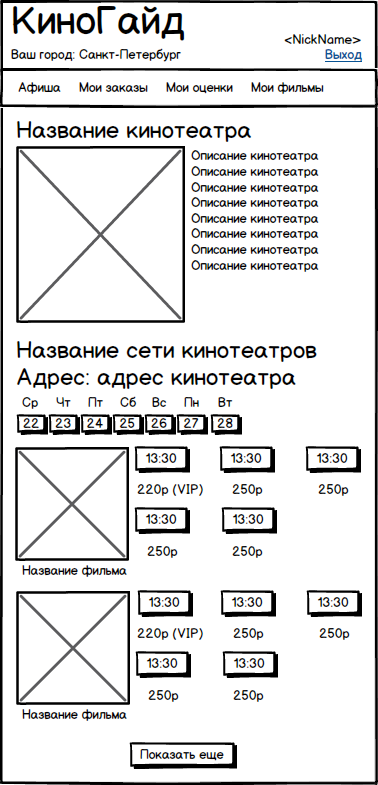 КиноГайд
<NickName>
Ваш город: Санкт-Петербург
Выход
Афиша Мои заказы Мои оценки Мои фильмы
Название кинотеатра
Описание кинотеатра
Описание кинотеатра
Описание кинотеатра
Описание кинотеатра
Описание кинотеатра
Описание кинотеатра
Описание кинотеатра
Описание кинотеатра
Название сети кинотеатров
Адрес: адрес кинотеатра
Ср Чт Пт Сб Вс Пн Вт
22 23 24 25 26 27 28
13:30 13:30 13:30
220р (VIP) 250р 250р
13:30 13:30
250р 250р
Название фильма
13:30 13:30 13:30
220р (VIP) 250р 250р
13:30 13:30
250р 250р
Название фильма
Показать еще